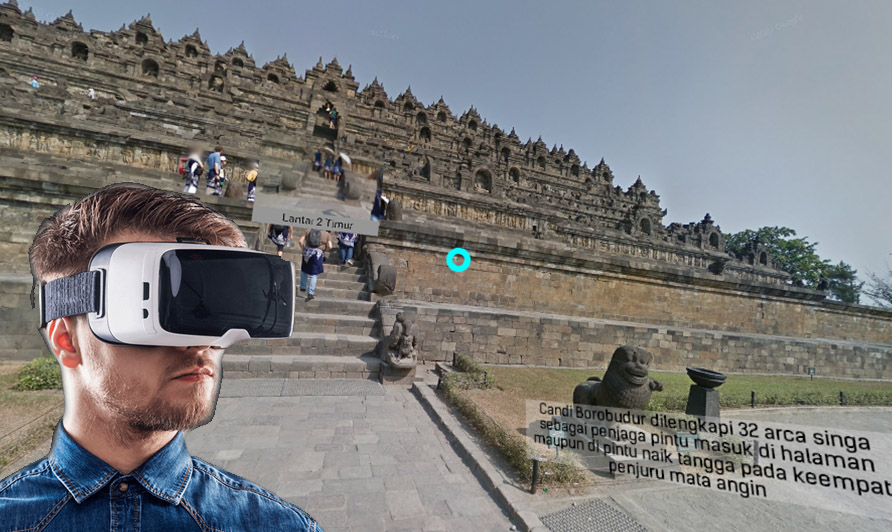 Lantai 2 Timur
Candi Borobudur dilengkapi 32 arca singa
sebagai penjaga pintu masuk di halaman
maupun di pintu naik tangga pada keempat
penjuru mata angin